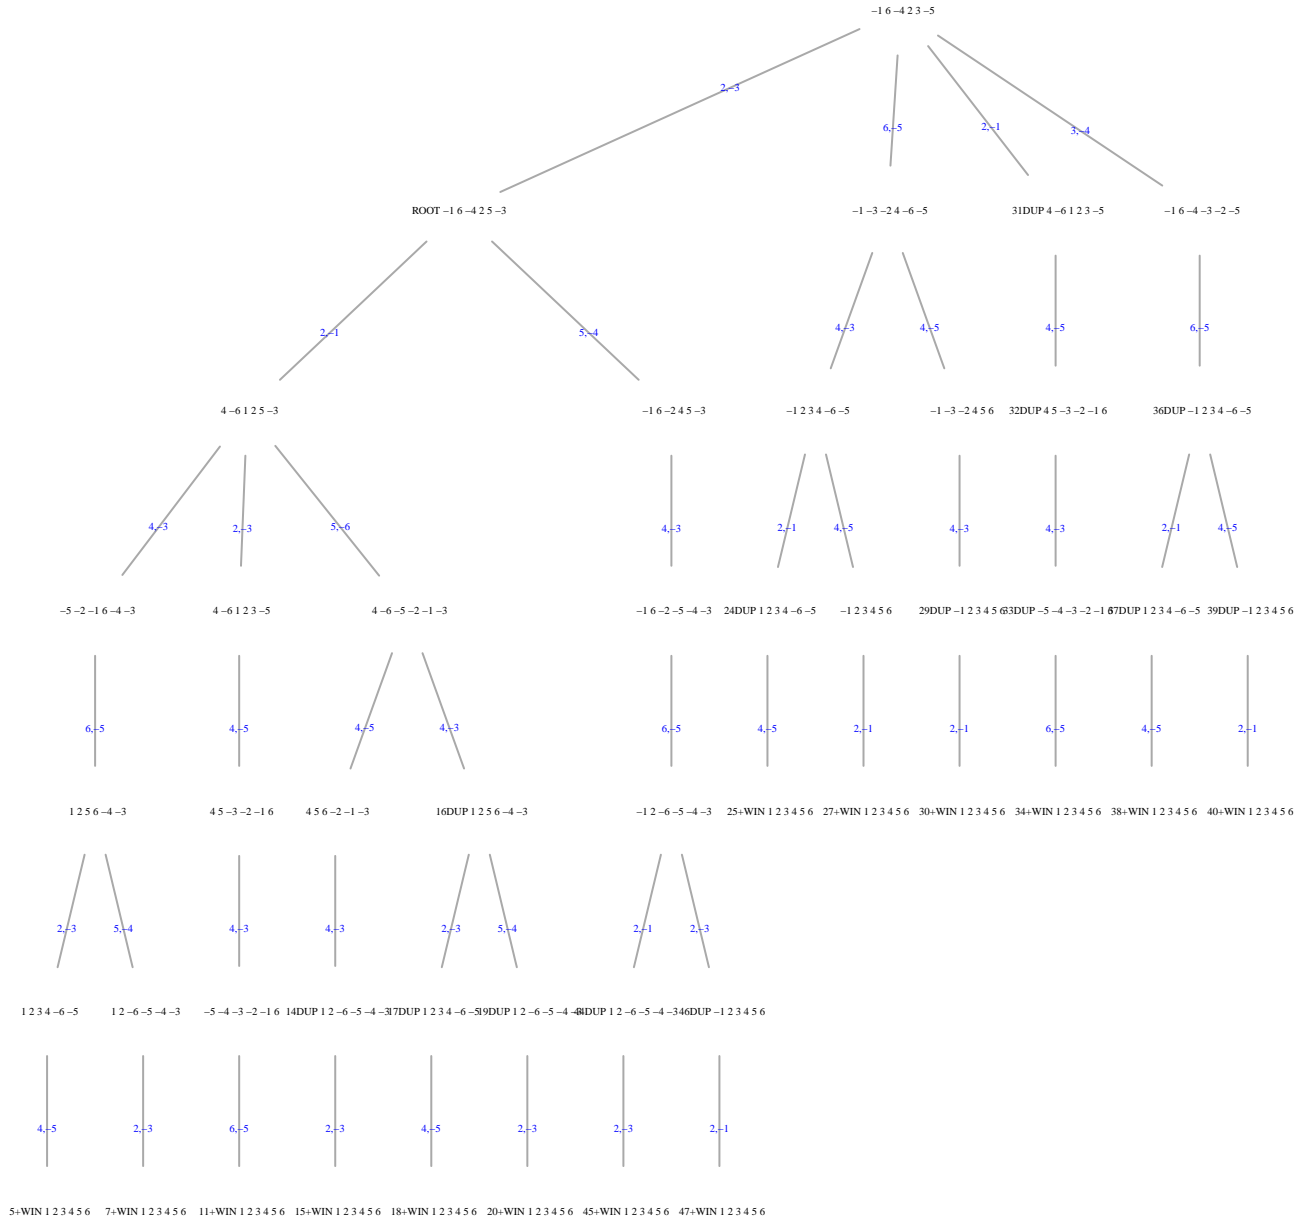 −1 6 −4 2 3 −5
2,−3
6,−5
2,−1
3,−4
ROOT −1 6 −4 2 5 −3
−1 −3 −2 4 −6 −5
31DUP 4 −6 1 2 3 −5
−1 6 −4 −3 −2 −5
2,−1
5,−4
4,−3
4,−5
4,−5
6,−5
4 −6 1 2 5 −3
−1 6 −2 4 5 −3
−1 2 3 4 −6 −5
−1 −3 −2 4 5 6
32DUP 4 5 −3 −2 −1 6
36DUP −1 2 3 4 −6 −5
4,−3
2,−3
5,−6
4,−3
2,−1
4,−5
4,−3
4,−3
2,−1
4,−5
−5 −2 −1 6 −4 −3
4 −6 1 2 3 −5
4 −6 −5 −2 −1 −3
−1 6 −2 −5 −4 −3
24DUP 1 2 3 4 −6 −5
−1 2 3 4 5 6
29DUP −1 2 3 4 5 6
33DUP −5 −4 −3 −2 −1 6
37DUP 1 2 3 4 −6 −5
39DUP −1 2 3 4 5 6
6,−5
4,−5
4,−5
4,−3
6,−5
4,−5
2,−1
2,−1
6,−5
4,−5
2,−1
1 2 5 6 −4 −3
4 5 −3 −2 −1 6
4 5 6 −2 −1 −3
16DUP 1 2 5 6 −4 −3
−1 2 −6 −5 −4 −3
25+WIN 1 2 3 4 5 6
27+WIN 1 2 3 4 5 6
30+WIN 1 2 3 4 5 6
34+WIN 1 2 3 4 5 6
38+WIN 1 2 3 4 5 6
40+WIN 1 2 3 4 5 6
2,−3
5,−4
4,−3
4,−3
2,−3
5,−4
2,−1
2,−3
1 2 3 4 −6 −5
1 2 −6 −5 −4 −3
−5 −4 −3 −2 −1 6
14DUP 1 2 −6 −5 −4 −3
17DUP 1 2 3 4 −6 −5
19DUP 1 2 −6 −5 −4 −3
44DUP 1 2 −6 −5 −4 −3
46DUP −1 2 3 4 5 6
4,−5
2,−3
6,−5
2,−3
4,−5
2,−3
2,−3
2,−1
5+WIN 1 2 3 4 5 6
7+WIN 1 2 3 4 5 6
11+WIN 1 2 3 4 5 6
15+WIN 1 2 3 4 5 6
18+WIN 1 2 3 4 5 6
20+WIN 1 2 3 4 5 6
45+WIN 1 2 3 4 5 6
47+WIN 1 2 3 4 5 6